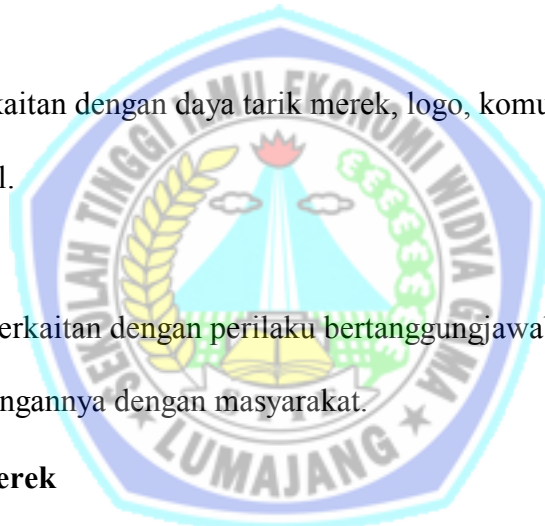 kaitan dengan daya tarik merek, logo, komu
l.
erkaitan dengan perilaku bertanggungjawa
ngannya dengan masyarakat.
erek
SEKOLAH TINGGI ILMU EKONOMI WIDYA GAMA
LUMAJANG